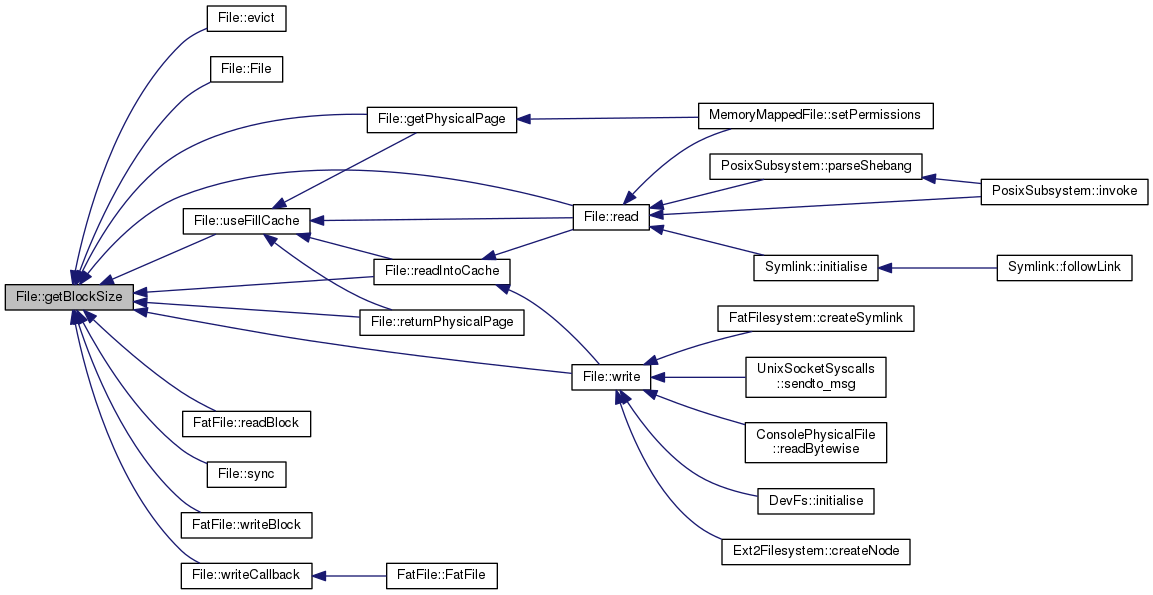 File::evict
File::File
File::getPhysicalPage
MemoryMappedFile::setPermissions
PosixSubsystem::parseShebang
PosixSubsystem::invoke
File::useFillCache
File::read
File::readIntoCache
Symlink::initialise
Symlink::followLink
File::getBlockSize
File::returnPhysicalPage
FatFilesystem::createSymlink
File::write
UnixSocketSyscalls
::sendto_msg
FatFile::readBlock
ConsolePhysicalFile
::readBytewise
File::sync
DevFs::initialise
FatFile::writeBlock
Ext2Filesystem::createNode
File::writeCallback
FatFile::FatFile